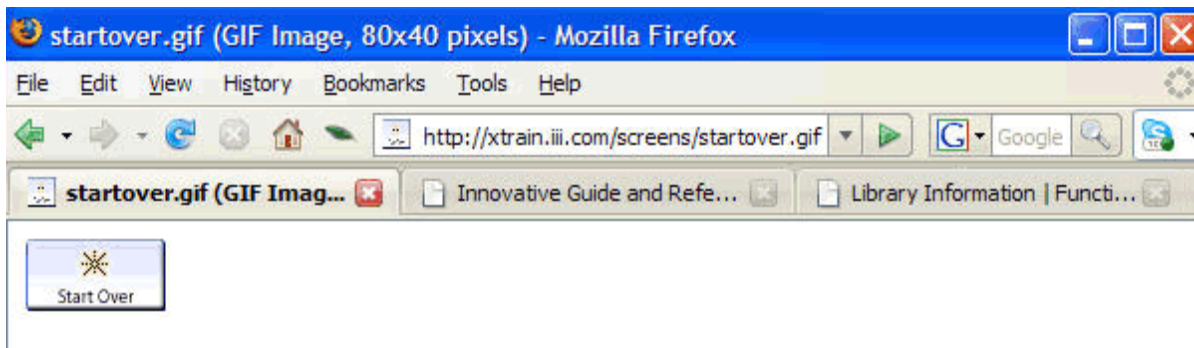 startover.gif (GIF Image, 80x40 pixels) - Mozilla Firefox
File Edit View History Bookmarks Tools Help
http://xtrain.iii.com/screens/startover.gif G Google
startover.gif (GIF Imag... Innovative Guide and Refe... Library Information | Functi...
Start Over